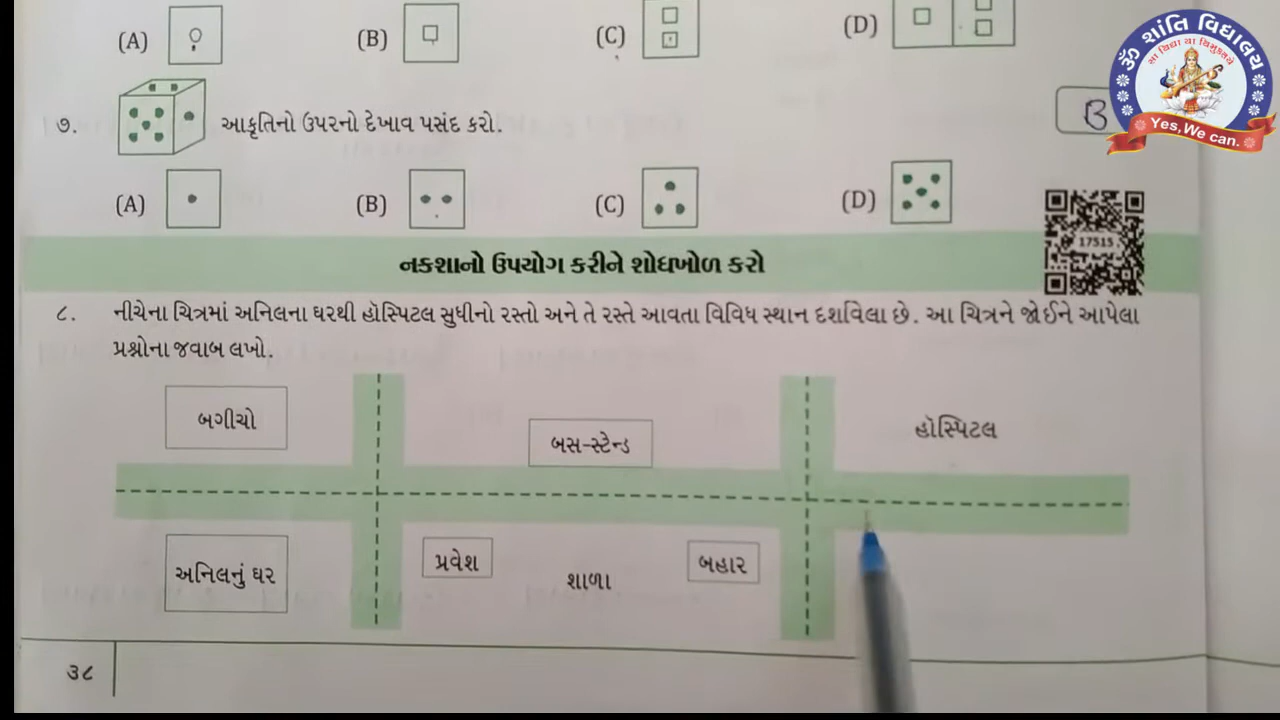 (A) (B) (C) (D)
૭. આકૃતિનો ઉપરનો દેખાવ પસંદ કરો. B
(A) (B) (C) (D)
17515
નકશાનો ઉપયોગ કરીને શોધખોળ કરો
૮. નીચેના ચિત્રમાં અનિલના ઘરથી હૉસ્પિટલ સુધીનો રસ્તો અને તે રસ્તે આવતા વિવિધ સ્થાન દર્શાવેલા છે. આ ચિત્રને જોઈને આપેલા
પ્રશ્નોના જવાબ લખો.
બગીચો
બસ-સ્ટેન્ડ
હૉસ્પિટલ
અનિલનું ઘર
પ્રવેશ
શાળા
બહાર
૩૮
ૐ શાંતિ વિદ્યાલય
સા વિદ્યા યા વિમુક્તયે
Yes, We can.